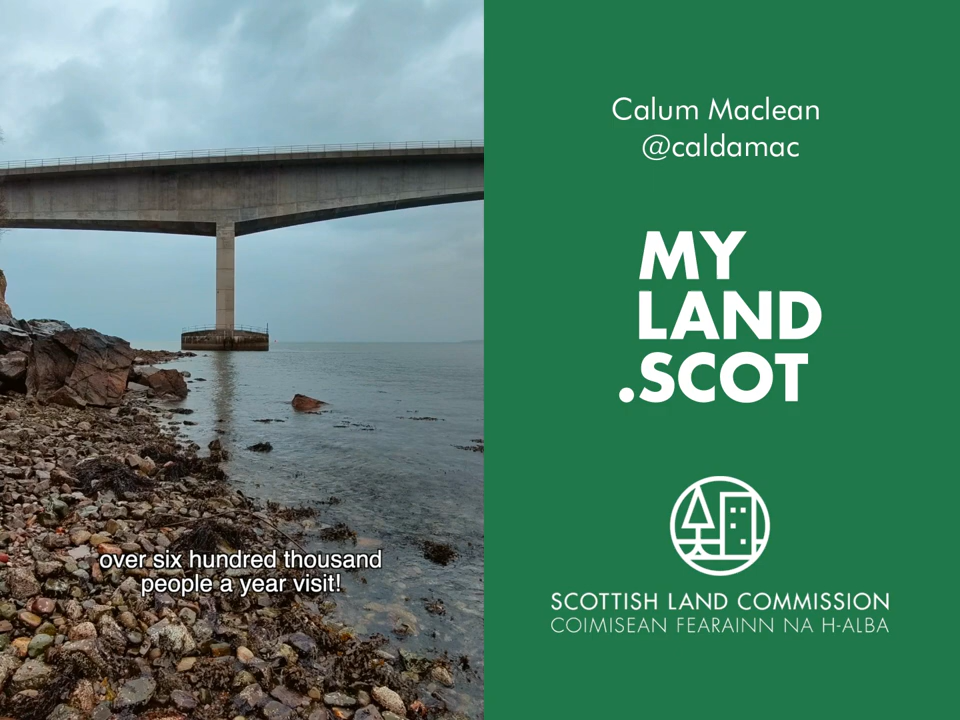 over six hundred thousand
people a year visit!
Calum Maclean
@caldamac
MY
LAND
.SCOT
SCOTTISH LAND COMMISSION
COIMISEAN FEARAINN NA H-ALBA